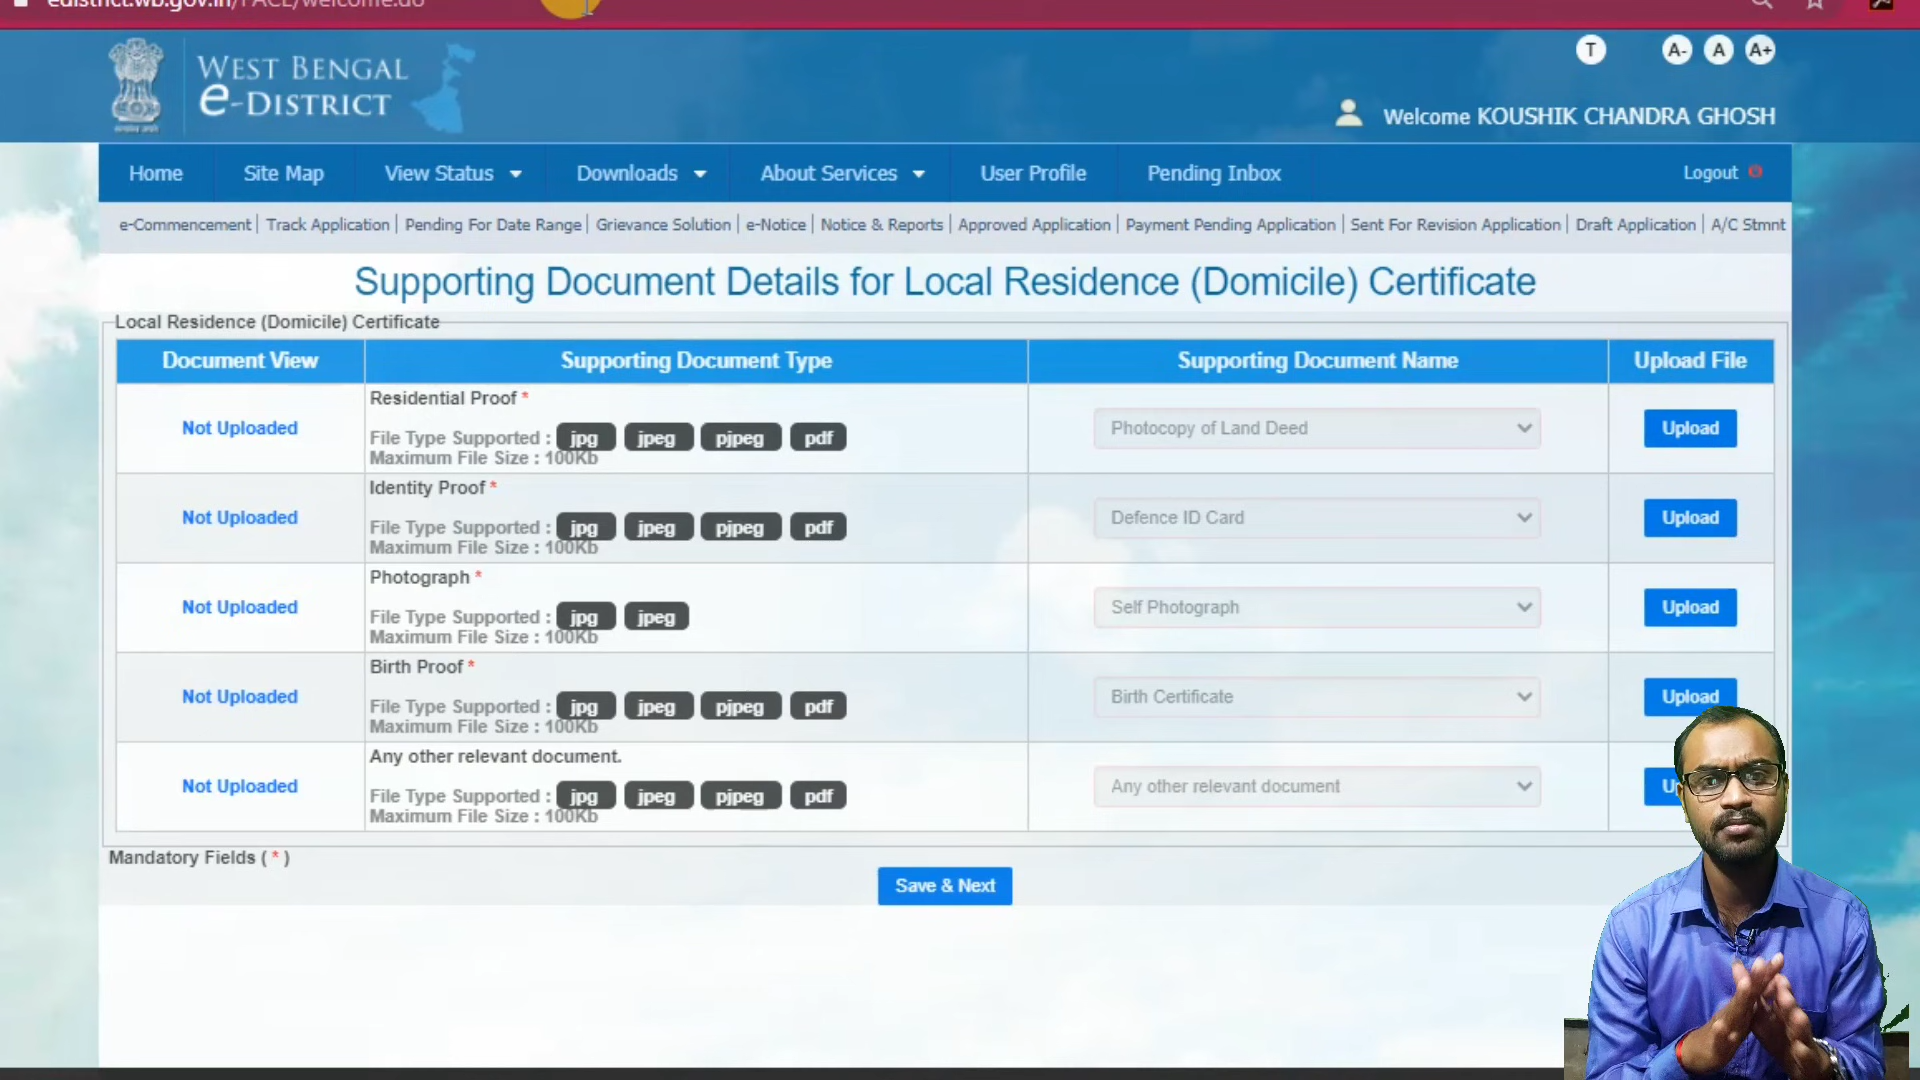 edistrict.wb.gov.in/PACE/welcome.do
T A- A A+
WEST BENGAL
e-DISTRICT
Welcome KOUSHIK CHANDRA GHOSH
Home Site Map View Status Downloads About Services User Profile Pending Inbox Logout
e-Commencement | Track Application | Pending For Date Range | Grievance Solution | e-Notice | Notice & Reports | Approved Application | Payment Pending Application | Sent For Revision Application | Draft Application | A/C Stmnt
Supporting Document Details for Local Residence (Domicile) Certificate
Local Residence (Domicile) Certificate
Document View Supporting Document Type Supporting Document Name Upload File
Residential Proof *
Not Uploaded Photocopy of Land Deed Upload
File Type Supported : jpg jpeg pjpeg pdf
Maximum File Size : 100Kb
Identity Proof *
Not Uploaded Defence ID Card Upload
File Type Supported : jpg jpeg pjpeg pdf
Maximum File Size : 100Kb
Photograph *
Not Uploaded Self Photograph Upload
File Type Supported : jpg jpeg
Maximum File Size : 100Kb
Birth Proof *
Not Uploaded Birth Certificate Upload
File Type Supported : jpg jpeg pjpeg pdf
Maximum File Size : 100Kb
Any other relevant document.
Not Uploaded Any other relevant document
File Type Supported : jpg jpeg pjpeg pdf
Maximum File Size : 100Kb
Mandatory Fields ( * )
Save & Next